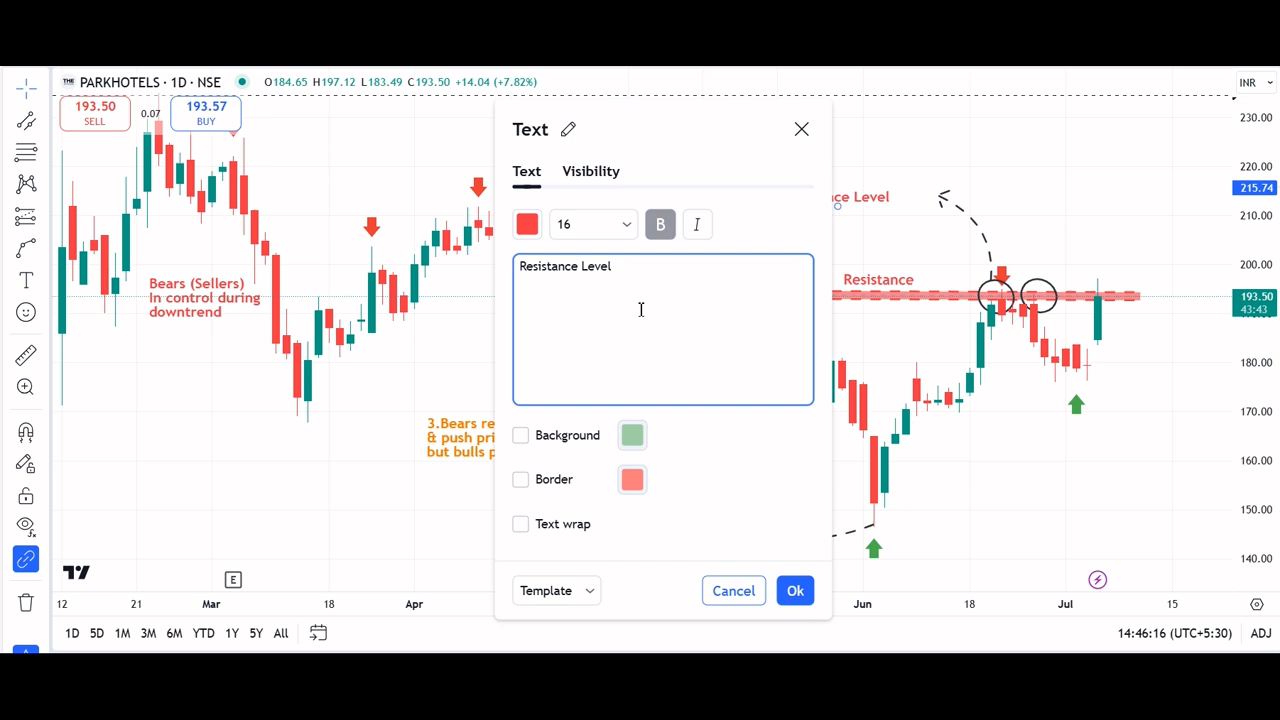 THE PARKHOTELS · 1D · NSE O184.65 H197.12 L183.49 C193.50 +14.04 (+7.82%)
INR
193.50
SELL
0.07
193.57
BUY
Text
Text Visibility
16
B I
Resistance Level
Background
Border
Text wrap
Template
Cancel
Ok
Bears (Sellers)
In control during
downtrend
3.Bears re
& push pri
but bulls p
nce Level
Resistance
230.00
220.00
215.74
210.00
200.00
193.50
43:43
190.00
180.00
170.00
160.00
150.00
140.00
E
12 21 Mar 18 Apr Jun 18 Jul 15
1D 5D 1M 3M 6M YTD 1Y 5Y All
14:46:16 (UTC+5:30) ADJ